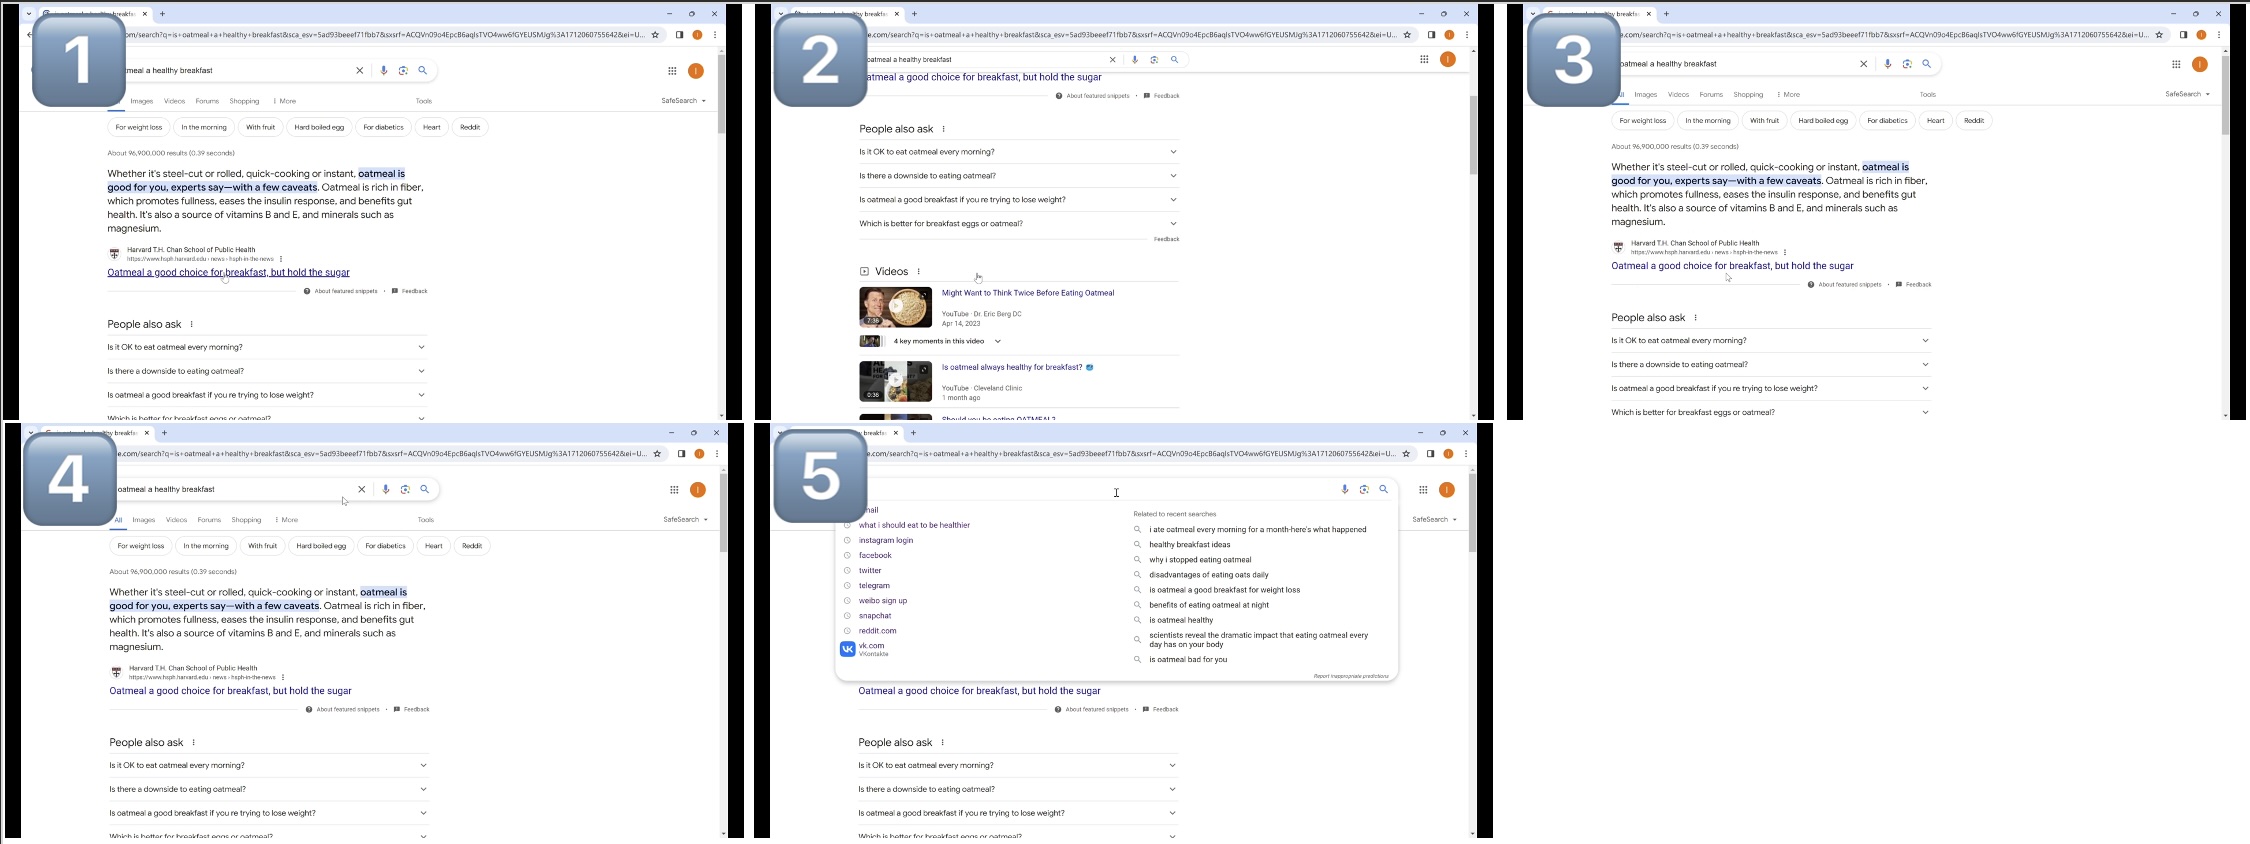 1
.com/search?q=is+oatmeal+a+healthy+breakfast&sca_esv=5ad93beeef71fbb7&sxsrf=ACQVn09o4EpcB6aqlsTVO4ww6fGYEUSMJg%3A1712060755642&ei=U...
tmeal a healthy breakfast
Images Videos Forums Shopping More Tools SafeSearch
For weight loss In the morning With fruit Hard boiled egg For diabetes Heart Reddit
About 96,900,000 results (0.39 seconds)
Whether it's steel-cut or rolled, quick-cooking or instant, oatmeal is
good for you, experts say—with a few caveats. Oatmeal is rich in fiber,
which promotes fullness, eases the insulin response, and benefits gut
health. It's also a source of vitamins B and E, and minerals such as
magnesium.
Harvard T.H. Chan School of Public Health
https://www.hsph.harvard.edu › news › hsph-in-the-news
Oatmeal a good choice for breakfast, but hold the sugar
About featured snippets • Feedback
People also ask
Is it OK to eat oatmeal every morning?
Is there a downside to eating oatmeal?
Is oatmeal a good breakfast if you're trying to lose weight?
Which is better for breakfast eggs or oatmeal?
2
e.com/search?q=is+oatmeal+a+healthy+breakfast&sca_esv=5ad93beeef71fbb7&sxsrf=ACQVn09o4EpcB6aqlsTVO4ww6fGYEUSMJg%3A1712060755642&ei=U...
oatmeal a healthy breakfast
atmeal a good choice for breakfast, but hold the sugar
About featured snippets • Feedback
People also ask
Is it OK to eat oatmeal every morning?
Is there a downside to eating oatmeal?
Is oatmeal a good breakfast if you're trying to lose weight?
Which is better for breakfast eggs or oatmeal?
Feedback
Videos
Might Want to Think Twice Before Eating Oatmeal
YouTube · Dr. Eric Berg DC
Apr 14, 2023
7:36
4 key moments in this video
Is oatmeal always healthy for breakfast?
YouTube · Cleveland Clinic
1 month ago
0:36
Should you be eating OATMEAL?
3
.com/search?q=is+oatmeal+a+healthy+breakfast&sca_esv=5ad93beeef71fbb7&sxsrf=ACQVn09o4EpcB6aqlsTVO4ww6fGYEUSMJg%3A1712060755642&ei=U...
oatmeal a healthy breakfast
All Images Videos Forums Shopping More Tools SafeSearch
For weight loss In the morning With fruit Hard boiled egg For diabetes Heart Reddit
About 96,900,000 results (0.39 seconds)
Whether it's steel-cut or rolled, quick-cooking or instant, oatmeal is
good for you, experts say—with a few caveats. Oatmeal is rich in fiber,
which promotes fullness, eases the insulin response, and benefits gut
health. It's also a source of vitamins B and E, and minerals such as
magnesium.
Harvard T.H. Chan School of Public Health
https://www.hsph.harvard.edu › news › hsph-in-the-news
Oatmeal a good choice for breakfast, but hold the sugar
About featured snippets • Feedback
People also ask
Is it OK to eat oatmeal every morning?
Is there a downside to eating oatmeal?
Is oatmeal a good breakfast if you're trying to lose weight?
Which is better for breakfast eggs or oatmeal?
4
e.com/search?q=is+oatmeal+a+healthy+breakfast&sca_esv=5ad93beeef71fbb7&sxsrf=ACQVn09o4EpcB6aqlsTVO4ww6fGYEUSMJg%3A1712060755642&ei=U...
oatmeal a healthy breakfast
All Images Videos Forums Shopping More Tools SafeSearch
For weight loss In the morning With fruit Hard boiled egg For diabetes Heart Reddit
About 96,900,000 results (0.39 seconds)
Whether it's steel-cut or rolled, quick-cooking or instant, oatmeal is
good for you, experts say—with a few caveats. Oatmeal is rich in fiber,
which promotes fullness, eases the insulin response, and benefits gut
health. It's also a source of vitamins B and E, and minerals such as
magnesium.
Harvard T.H. Chan School of Public Health
https://www.hsph.harvard.edu › news › hsph-in-the-news
Oatmeal a good choice for breakfast, but hold the sugar
About featured snippets • Feedback
People also ask
Is it OK to eat oatmeal every morning?
Is there a downside to eating oatmeal?
Is oatmeal a good breakfast if you're trying to lose weight?
Which is better for breakfast eggs or oatmeal?
5
e.com/search?q=is+oatmeal+a+healthy+breakfast&sca_esv=5ad93beeef71fbb7&sxsrf=ACQVn09o4EpcB6aqlsTVO4ww6fGYEUSMJg%3A1712060755642&ei=U...
SafeSearch
mail
what i should eat to be healthier
instagram login
facebook
twitter
telegram
weibo sign up
snapchat
reddit.com
vk.com
VKontakte
Related to recent searches
i ate oatmeal every morning for a month-here's what happened
healthy breakfast ideas
why i stopped eating oatmeal
disadvantages of eating oats daily
is oatmeal a good breakfast for weight loss
benefits of eating oatmeal at night
is oatmeal healthy
scientists reveal the dramatic impact that eating oatmeal every
day has on your body
is oatmeal bad for you
Report inappropriate predictions
Oatmeal a good choice for breakfast, but hold the sugar
About featured snippets • Feedback
People also ask
Is it OK to eat oatmeal every morning?
Is there a downside to eating oatmeal?
Is oatmeal a good breakfast if you're trying to lose weight?
Which is better for breakfast eggs or oatmeal?